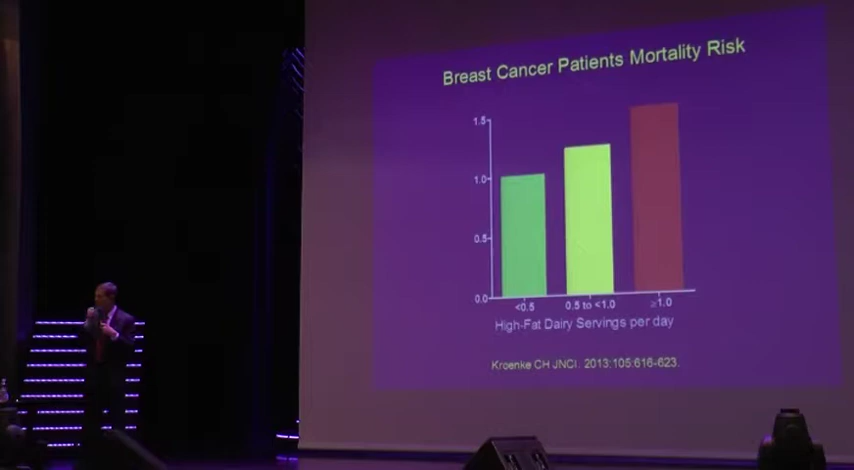 Breast Cancer Patients Mortality Risk
1.5
1.0
0.5
0.0
<0.5 0.5 to <1.0 ≥1.0
High-Fat Dairy Servings per day
Kroenke CH JNCI. 2013:105:616-623.